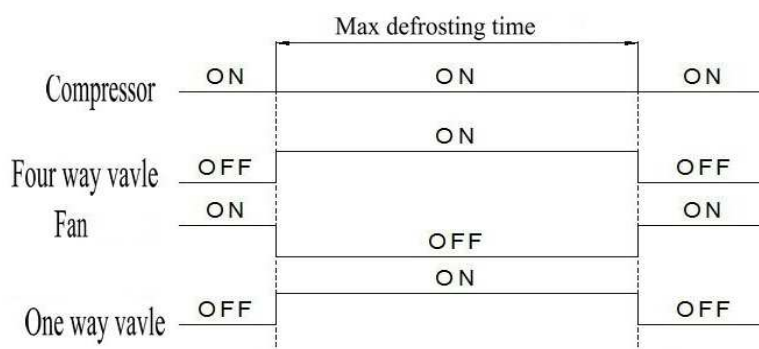 Max defrosting time
Compressor ON ON ON
Four way vavle OFF ON OFF
Fan ON OFF ON
One way vavle OFF ON OFF